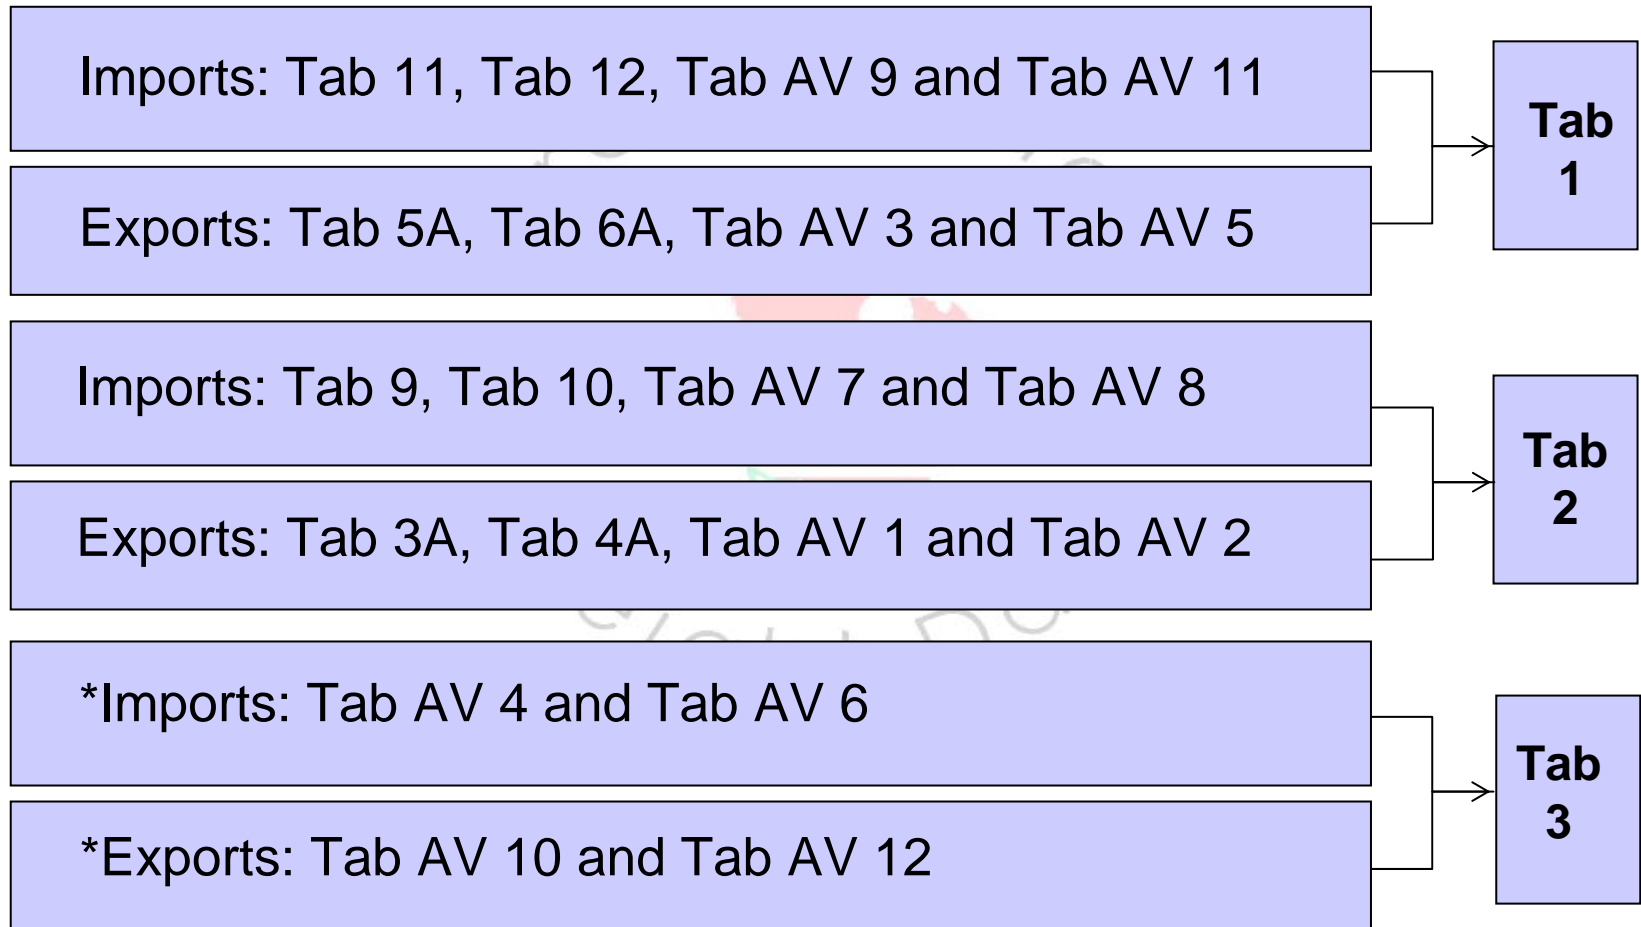 Imports: Tab 11, Tab 12, Tab AV 9 and Tab AV 11
Exports: Tab 5A, Tab 6A, Tab AV 3 and Tab AV 5
Tab
1
Imports: Tab 9, Tab 10, Tab AV 7 and Tab AV 8
Exports: Tab 3A, Tab 4A, Tab AV 1 and Tab AV 2
Tab
2
*Imports: Tab AV 4 and Tab AV 6
*Exports: Tab AV 10 and Tab AV 12
Tab
3